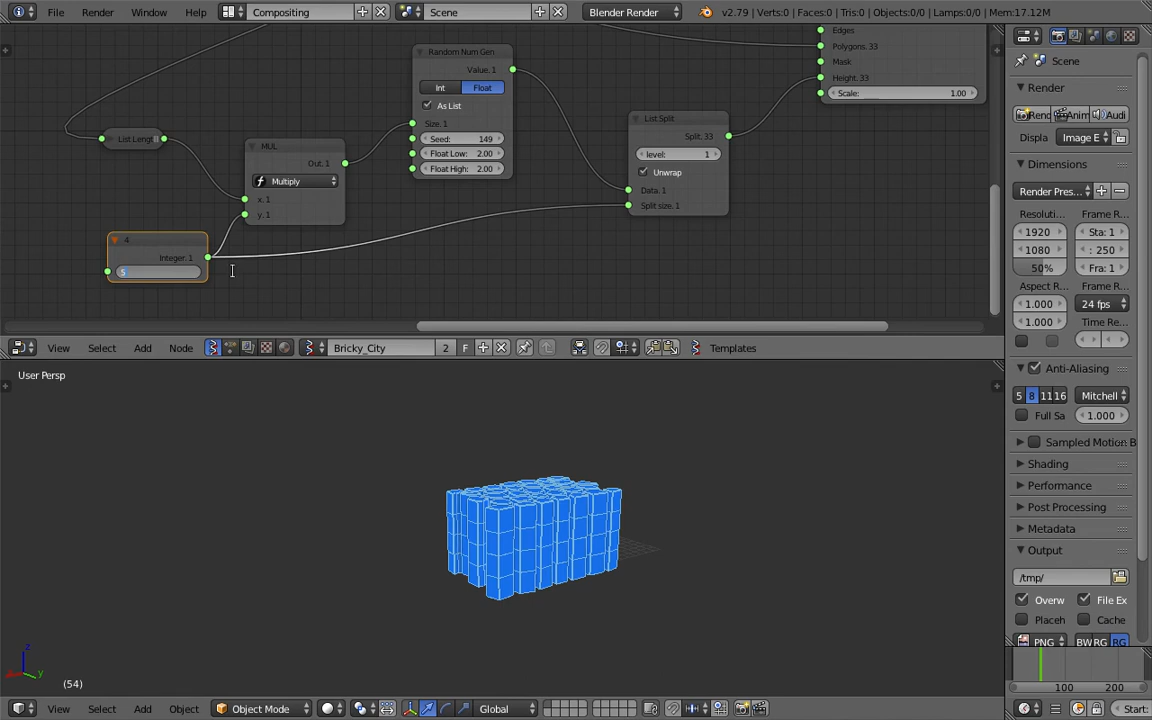 File Render Window Help Compositing Scene Blender Render v2.79 | Verts:0 | Faces:0 | Tris:0 | Objects:0/0 | Lamps:0/0 | Mem:17.12M
Edges
Polygons. 33
Mask
Height. 33
Scale: 1.00
Random Num Gen
Value. 1
Int Float
As List
Size. 1
Seed: 149
Float Low: 2.00
Float High: 2.00
List Split
Split. 33
level: 1
Unwrap
Data. 1
Split size. 1
MUL
Out. 1
Multiply
x. 1
y. 1
4
Integer. 1
5
View Select Add Node Bricky_City 2 F Templates
User Persp
z
y
(54)
View Select Add Object Object Mode Global
Scene
Render
Displa Image E
Dimensions
Render Pres...
Resoluti... Frame R...
1920 Sta: 1
1080 : 250
50% Fra: 1
Aspect R... Frame R...
1.000 24 fps
1.000 Time Re...
Anti-Aliasing
5 8 11 16 Mitchell
Full Sa 1.000
Sampled Motion B
Shading
Performance
Post Processing
Metadata
Output
/tmp/
Overw File Ex
Placeh Cache
PNG BW RG RG
100 200
Start: